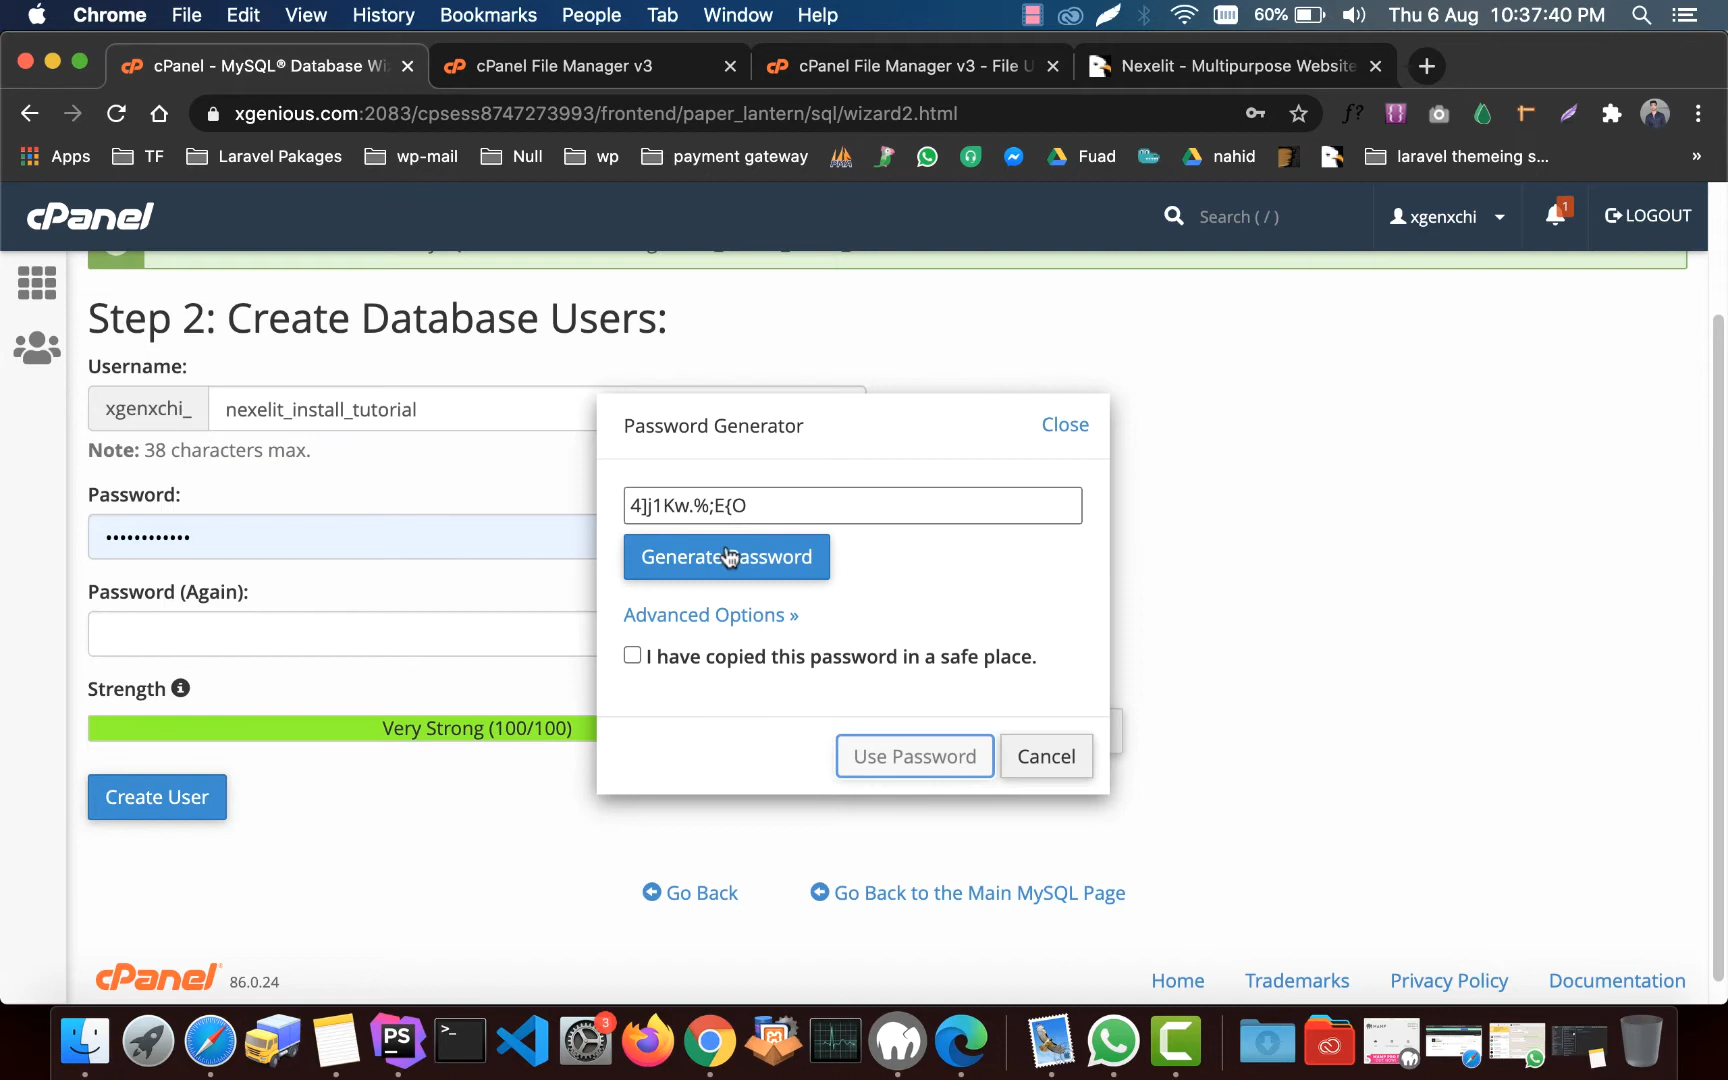 Chrome File Edit View History Bookmarks People Tab Window Help 60% Thu 6 Aug 10:37:40 PM
cPanel - MySQL® Database Wi
cPanel File Manager v3
cPanel File Manager v3 - File U
Nexelit - Multipurpose Website
xgenious.com:2083/cpsess8747273993/frontend/paper_lantern/sql/wizard2.html
f?
Apps TF Laravel Pakages wp-mail Null wp payment gateway Fuad nahid laravel themeing s... »
cPanel Search ( / ) xgenxchi 1 LOGOUT
Step 2: Create Database Users:
Username:
xgenxchi_ nexelit_install_tutorial
Note: 38 characters max.
Password:
••••••••••••
Password (Again):
Strength
Very Strong (100/100)
Create User
Password Generator Close
4]j1Kw.%;E{O
Generate Password
Advanced Options »
I have copied this password in a safe place.
Use Password Cancel
Go Back Go Back to the Main MySQL Page
cPanel 86.0.24 Home Trademarks Privacy Policy Documentation
PS
3